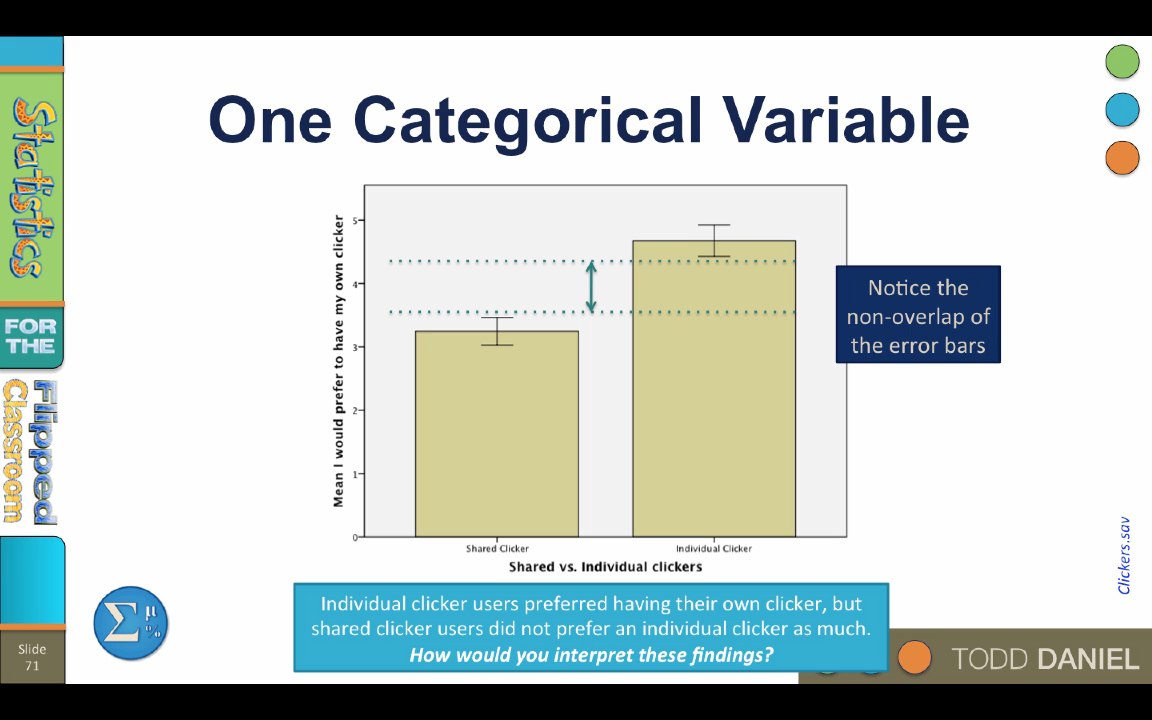 Statistics
FOR
THE
Flipped
Classroom
Slide
71
One Categorical Variable
Mean I would prefer to have my own clicker
5
4
3
2
1
0
Shared Clicker
Individual Clicker
Shared vs. Individual clickers
Notice the
non-overlap of
the error bars
Clickers.sav
Σ
μ
%
Individual clicker users preferred having their own clicker, but
shared clicker users did not prefer an individual clicker as much.
How would you interpret these findings?
TODD DANIEL